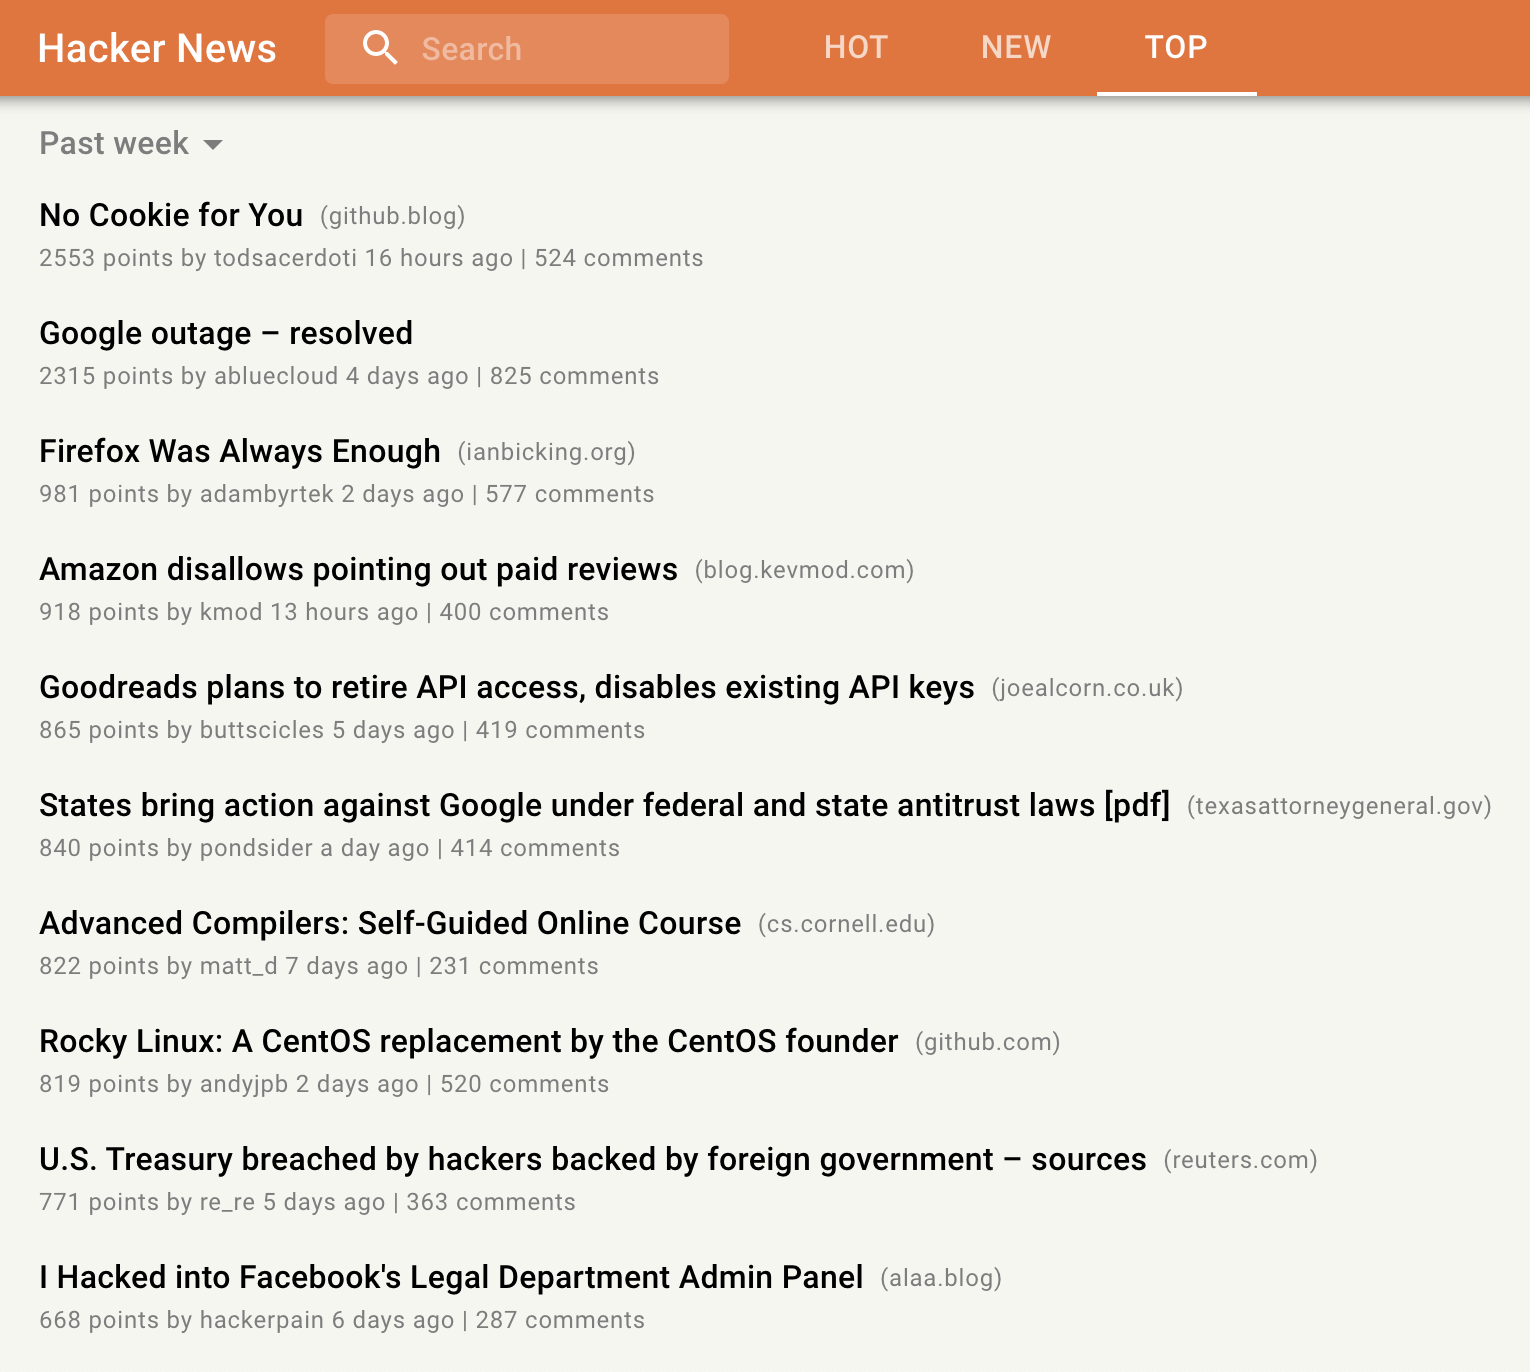 Hacker News Search HOT NEW TOP
Past week
No Cookie for You (github.blog)
2553 points by todsacerdoti 16 hours ago | 524 comments
Google outage – resolved
2315 points by abluecloud 4 days ago | 825 comments
Firefox Was Always Enough (ianbicking.org)
981 points by adambyrtek 2 days ago | 577 comments
Amazon disallows pointing out paid reviews (blog.kevmod.com)
918 points by kmod 13 hours ago | 400 comments
Goodreads plans to retire API access, disables existing API keys (joealcorn.co.uk)
865 points by buttscicles 5 days ago | 419 comments
States bring action against Google under federal and state antitrust laws [pdf] (texasattorneygeneral.gov)
840 points by pondsider a day ago | 414 comments
Advanced Compilers: Self-Guided Online Course (cs.cornell.edu)
822 points by matt_d 7 days ago | 231 comments
Rocky Linux: A CentOS replacement by the CentOS founder (github.com)
819 points by andyjpb 2 days ago | 520 comments
U.S. Treasury breached by hackers backed by foreign government – sources (reuters.com)
771 points by re_re 5 days ago | 363 comments
I Hacked into Facebook's Legal Department Admin Panel (alaa.blog)
668 points by hackerpain 6 days ago | 287 comments